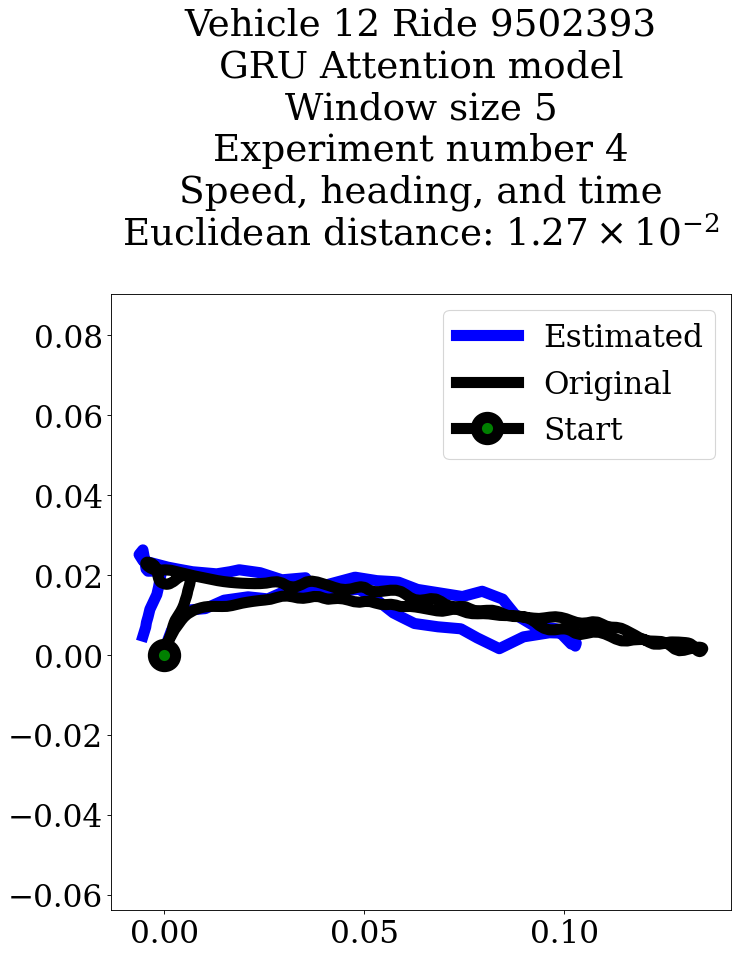 Vehicle 12 Ride 9502393
GRU Attention model
Window size 5
Experiment number 4
Speed, heading, and time
Euclidean distance: 1.27 × 10⁻²
Estimated
Original
Start
0.08
0.06
0.04
0.02
0.00
−0.02
−0.04
−0.06
0.00 0.05 0.10